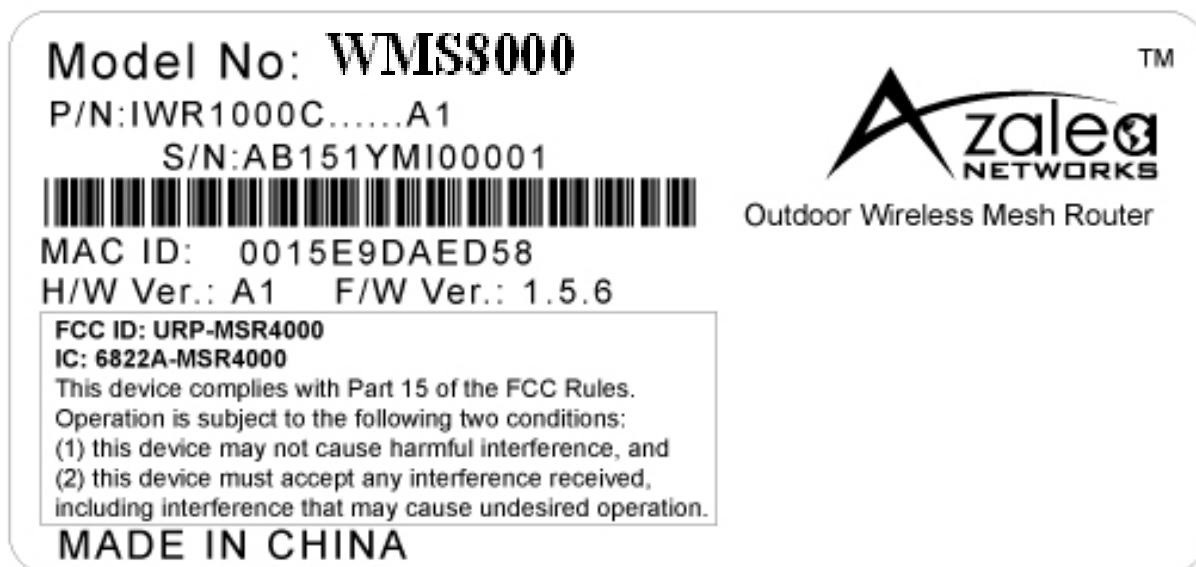 Model No: WMS8000
P/N:IWR1000C......A1
S/N:AB151YMI00001
MAC ID: 0015E9DAED58
H/W Ver.: A1 F/W Ver.: 1.5.6
FCC ID: URP-MSR4000
IC: 6822A-MSR4000
This device complies with Part 15 of the FCC Rules.
Operation is subject to the following two conditions:
(1) this device may not cause harmful interference, and
(2) this device must accept any interference received,
including interference that may cause undesired operation.
MADE IN CHINA
TM
Azalea
NETWORKS
Outdoor Wireless Mesh Router